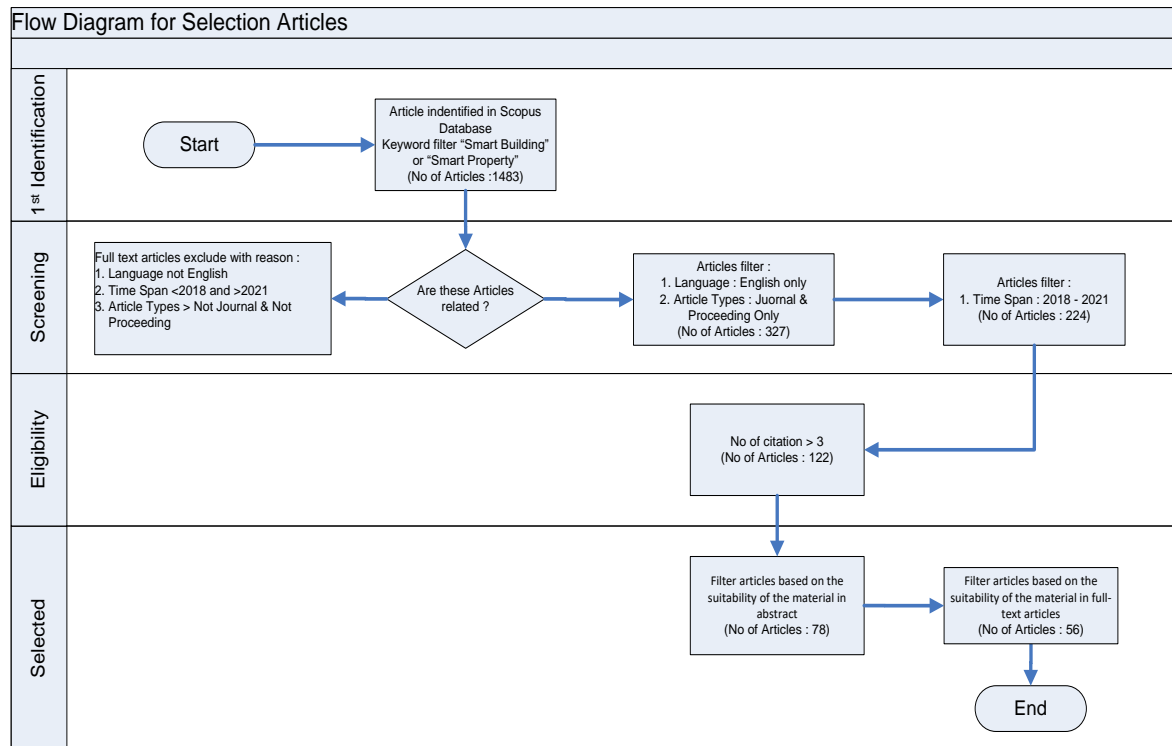 Flow Diagram for Selection Articles
1st Identification
Start
Article indentified in Scopus
Database
Keyword filter “Smart Building”
or “Smart Property”
(No of Articles :1483)
Screening
Full text articles exclude with reason :
1. Language not English
2. Time Span <2018 and >2021
3. Article Types > Not Journal & Not
Proceeding
Are these Articles
related ?
Articles filter :
1. Language : English only
2. Article Types : Juornal &
Proceeding Only
(No of Articles : 327)
Articles filter :
1. Time Span : 2018 - 2021
(No of Articles : 224)
Eligibility
No of citation > 3
(No of Articles : 122)
Selected
Filter articles based on the
suitability of the material in
abstract
(No of Articles : 78)
Filter articles based on the
suitability of the material in full-
text articles
(No of Articles : 56)
End